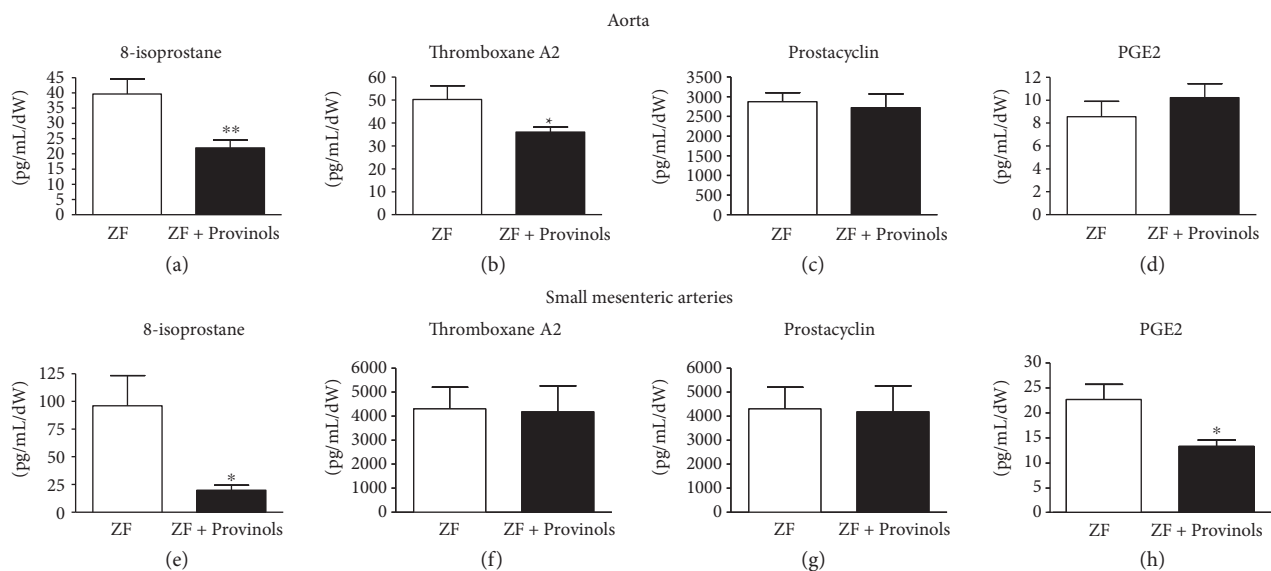 Aorta
8-isoprostane
(pg/mL/dW)
45
40
35
30
25
20
15
10
5
0
**
ZF
ZF + Provinols
(a)
Thromboxane A2
(pg/mL/dW)
60
50
40
30
20
10
0
*
ZF
ZF + Provinols
(b)
Prostacyclin
(pg/mL/dW)
3500
3000
2500
2000
1500
1000
500
0
ZF
ZF + Provinols
(c)
PGE2
(pg/mL/dW)
12
10
8
6
4
2
0
ZF
ZF + Provinols
(d)
Small mesenteric arteries
8-isoprostane
(pg/mL/dW)
125
100
75
50
25
0
*
ZF
ZF + Provinols
(e)
Thromboxane A2
(pg/mL/dW)
6000
5000
4000
3000
2000
1000
0
ZF
ZF + Provinols
(f)
Prostacyclin
(pg/mL/dW)
6000
5000
4000
3000
2000
1000
0
ZF
ZF + Provinols
(g)
PGE2
(pg/mL/dW)
30
25
20
15
10
5
0
*
ZF
ZF + Provinols
(h)